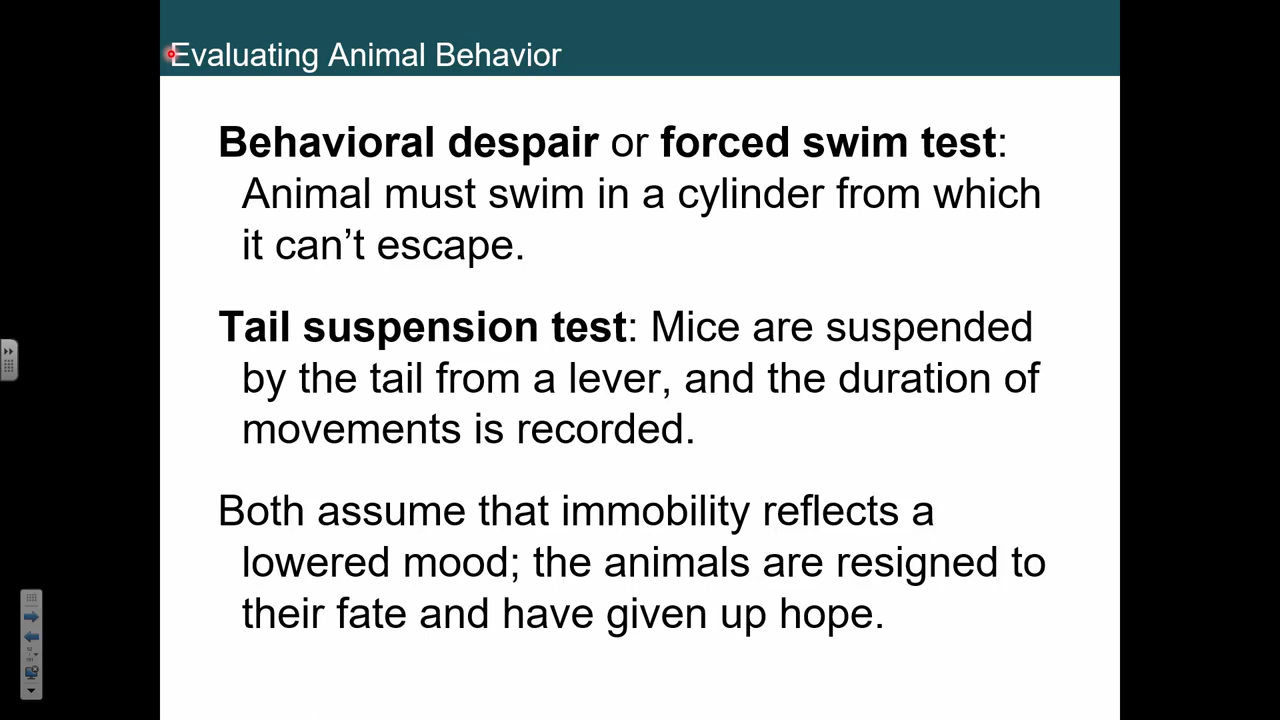 Evaluating Animal Behavior
Behavioral despair or forced swim test:
Animal must swim in a cylinder from which
it can’t escape.
Tail suspension test: Mice are suspended
by the tail from a lever, and the duration of
movements is recorded.
Both assume that immobility reflects a
lowered mood; the animals are resigned to
their fate and have given up hope.